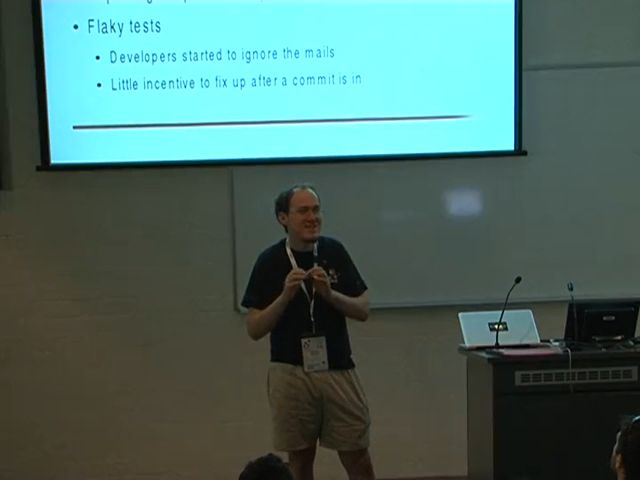 • Flaky tests
• Developers started to ignore the mails
• Little incentive to fix up after a commit is in